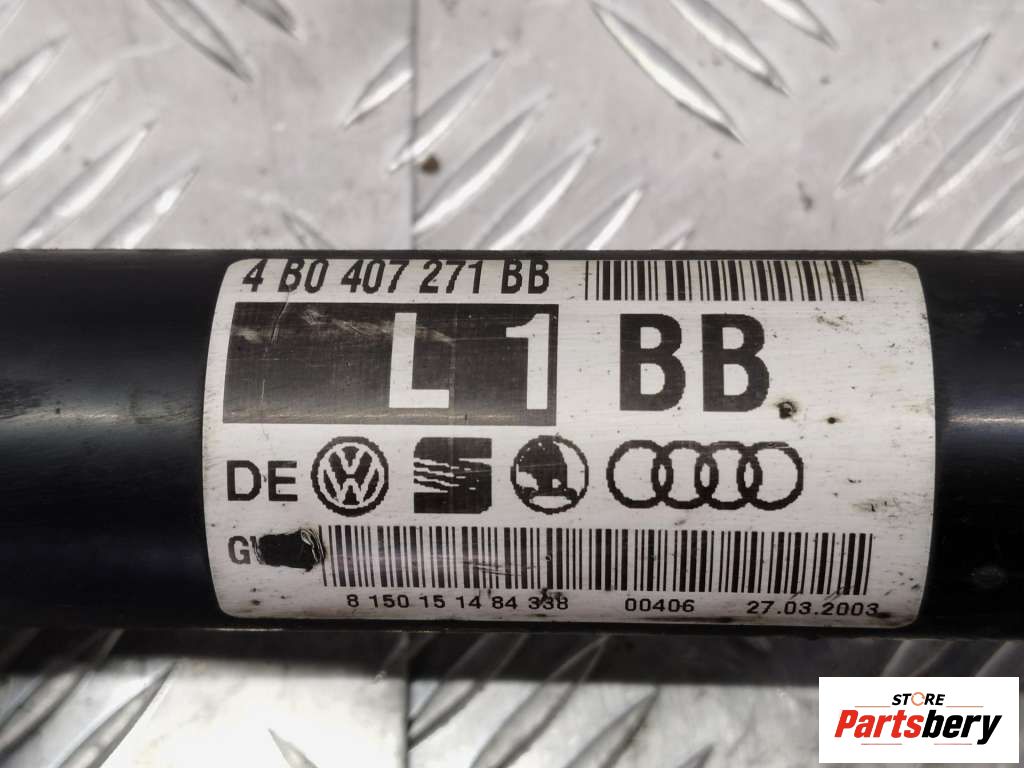 4 B0 407 271 BB
L 1 BB
DE
8 150 15 14 84 338 00406 27.03.2003
STORE
Partsbery